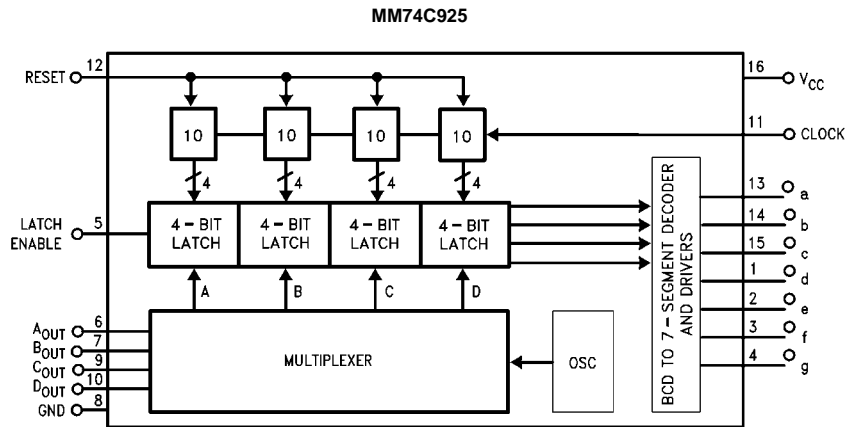 MM74C925
12
RESET
16
VCC
10
10
10
10
11
CLOCK
4
4
4
4
LATCH
ENABLE
5
4-BIT
LATCH
4-BIT
LATCH
4-BIT
LATCH
4-BIT
LATCH
A
B
C
D
AOUT
6
BOUT
7
COUT
9
DOUT
10
GND
8
MULTIPLEXER
OSC
BCD TO 7-SEGMENT DECODER
AND DRIVERS
13
a
14
b
15
c
1
d
2
e
3
f
4
g